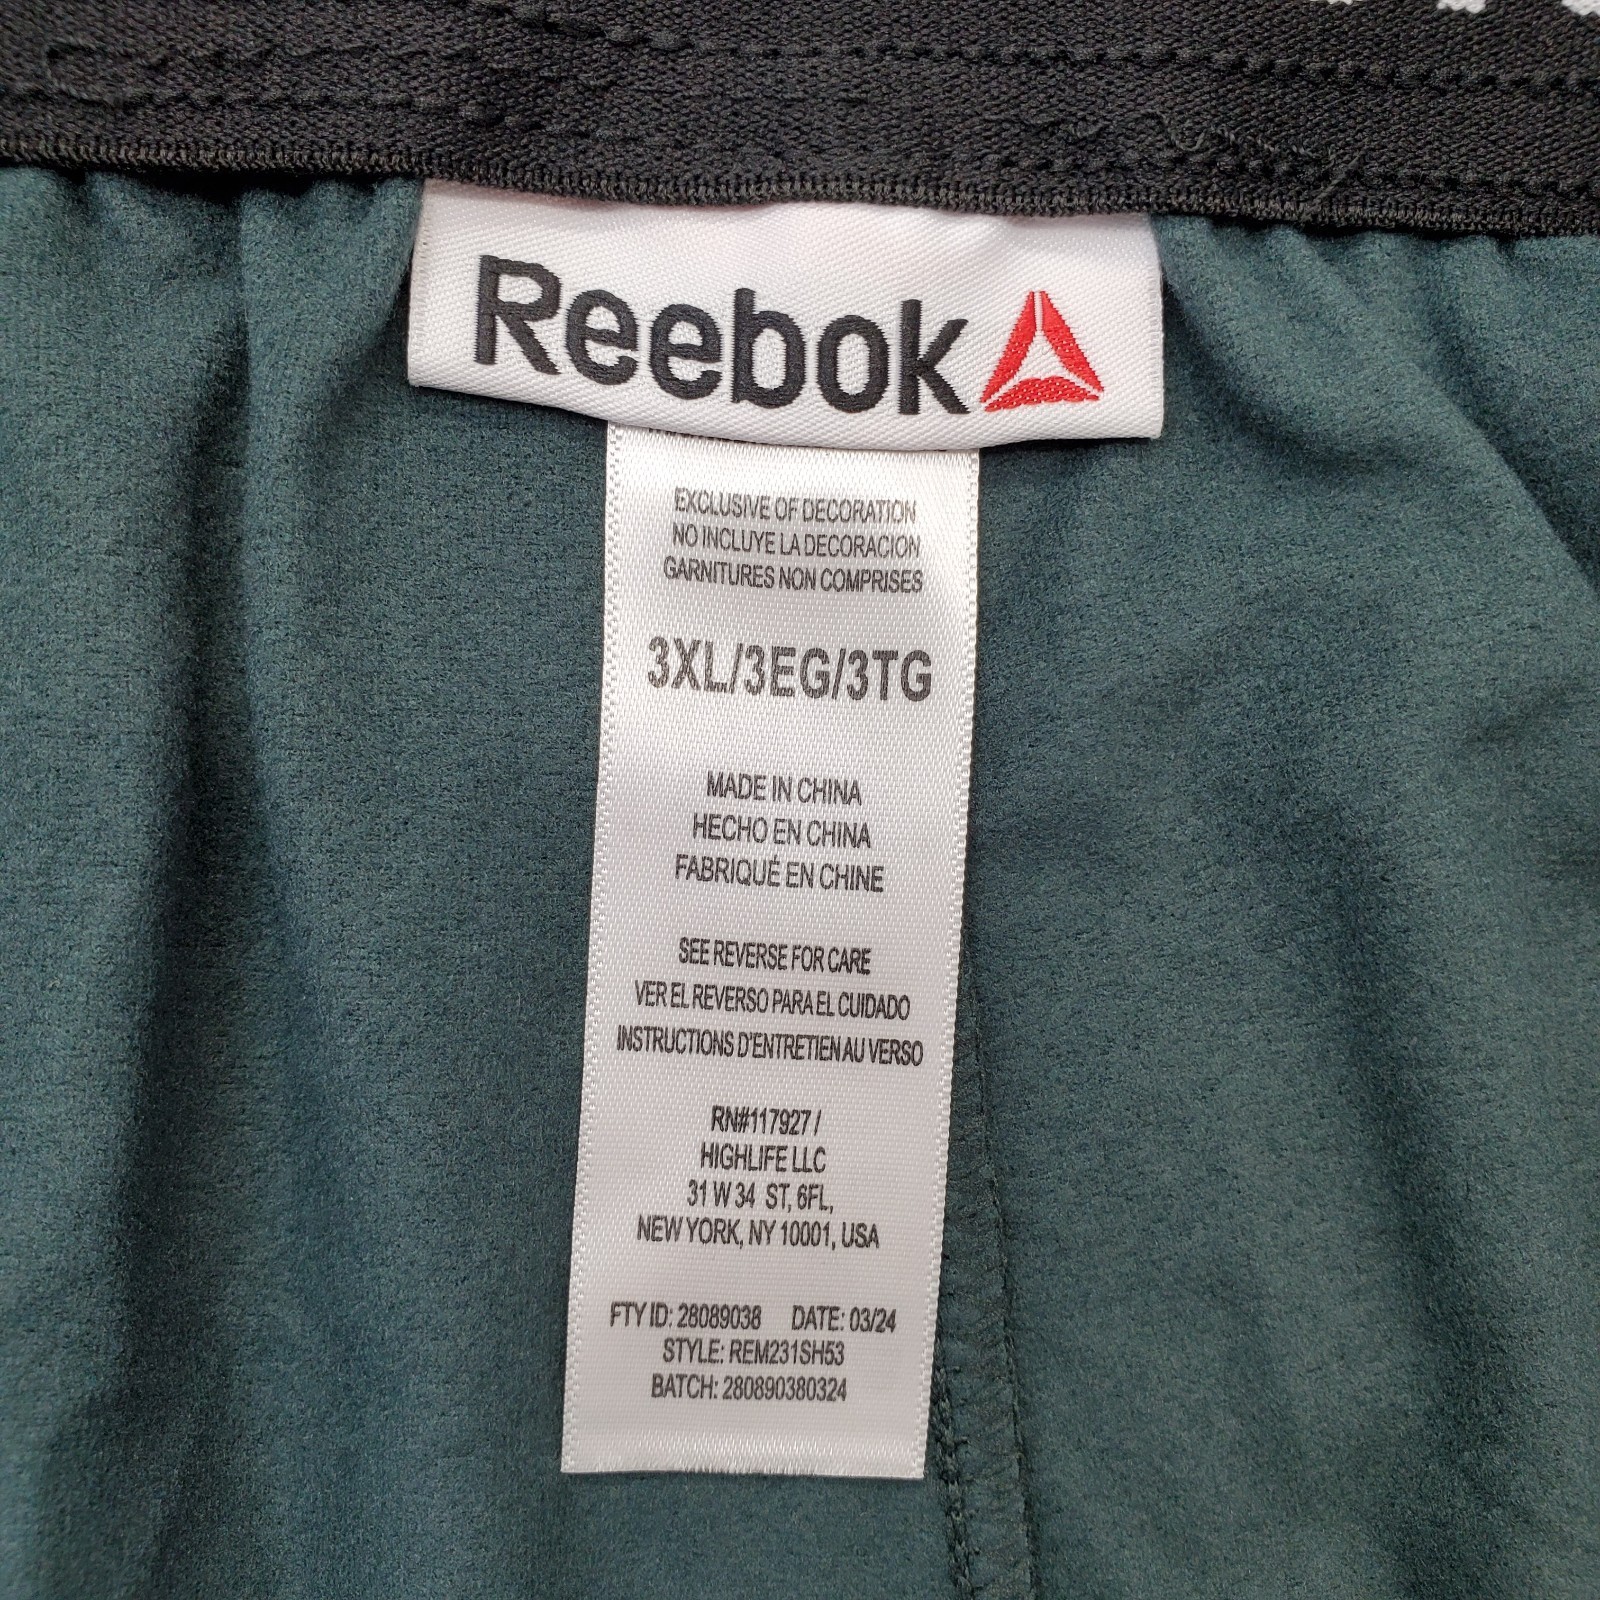 Reebok
EXCLUSIVE OF DECORATION
NO INCLUYE LA DECORACION
GARNITURES NON COMPRISES
3XL/3EG/3TG
MADE IN CHINA
HECHO EN CHINA
FABRIQUÉ EN CHINE
SEE REVERSE FOR CARE
VER EL REVERSO PARA EL CUIDADO
INSTRUCTIONS D'ENTRETIEN AU VERSO
RN#117927 /
HIGHLIFE LLC
31 W 34 ST, 6FL,
NEW YORK, NY 10001, USA
FTY ID: 28089038 DATE: 03/24
STYLE: REM231SH53
BATCH: 280890380324